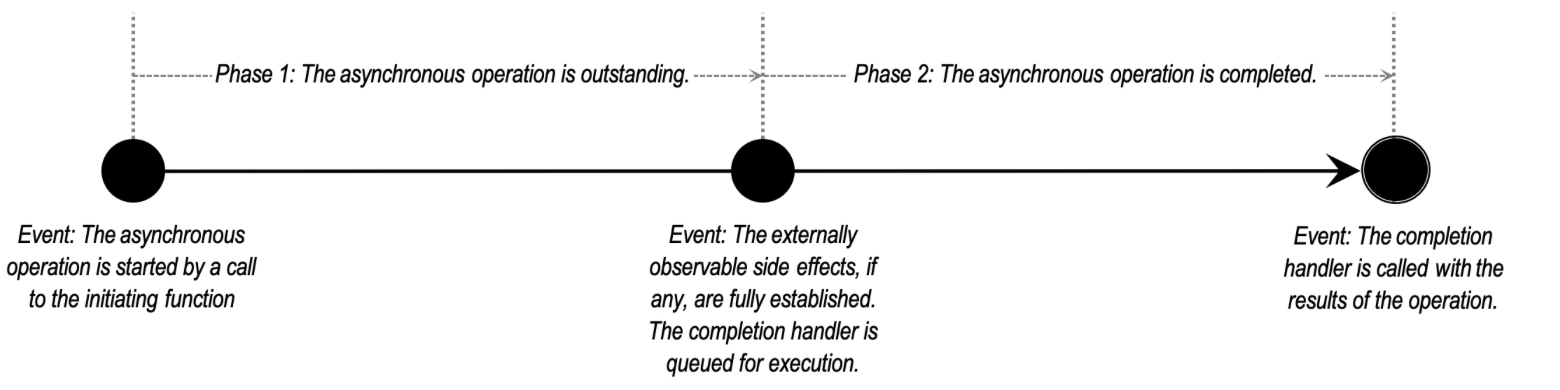 Phase 1: The asynchronous operation is outstanding.
Phase 2: The asynchronous operation is completed.
Event: The asynchronous
operation is started by a call
to the initiating function
Event: The externally
observable side effects, if
any, are fully established.
The completion handler is
queued for execution.
Event: The completion
handler is called with the
results of the operation.